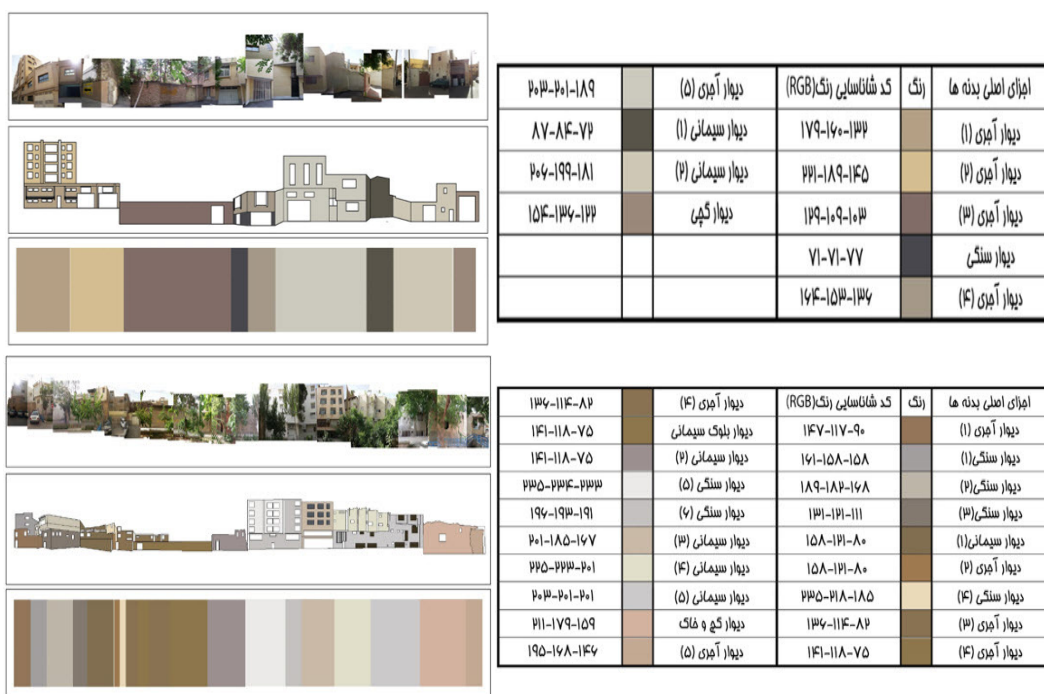 اجزای اصلی بدنه ها رنگ کد شاناسایی رنگ(RGB) دیوار آجری (۵) ۲۰۳-۲۰۱-۱۸۹
دیوار آجری (۱) ۱۷۹-۱۶۰-۱۳۲ دیوار سیمانی (۱) ۸۷-۸۴-۷۲
دیوار آجری (۲) ۲۲۱-۱۸۹-۱۴۵ دیوار سیمانی (۲) ۲۰۶-۱۹۹-۱۸۱
دیوار آجری (۳) ۱۲۹-۱۰۹-۱۰۳ دیوار گچی ۱۵۴-۱۳۶-۱۲۲
دیوار سنگی ۷۱-۷۱-۷۷
دیوار آجری (۴) ۱۶۴-۱۵۳-۱۳۶
اجزای اصلی بدنه ها رنگ کد شناسایی رنگ(RGB) دیوار آجری (۴) ۱۳۶-۱۱۴-۸۲
دیوار آجری (۱) ۱۴۷-۱۱۷-۹۰ دیوار بلوک سیمانی ۱۴۱-۱۱۸-۷۵
دیوار سنگی(۱) ۱۶۱-۱۵۸-۱۵۸ دیوار سیمانی (۲) ۱۴۱-۱۱۸-۷۵
دیوار سنگی(۲) ۱۸۹-۱۸۲-۱۶۸ دیوار سنگی (۵) ۲۳۵-۲۳۴-۲۳۳
دیوار سنگی(۳) ۱۳۱-۱۲۱-۱۱۱ دیوار سنگی (۶) ۱۹۶-۱۹۳-۱۹۱
دیوار سیمانی(۱) ۱۵۸-۱۲۱-۸۰ دیوار سیمانی (۳) ۲۰۱-۱۸۵-۱۶۷
دیوار آجری (۲) ۱۵۸-۱۲۱-۸۰ دیوار سیمانی (۴) ۲۲۵-۲۲۳-۲۰۱
دیوار سنگی (۴) ۲۳۵-۲۱۸-۱۸۵ دیوار سیمانی (۵) ۲۰۳-۲۰۱-۲۰۱
دیوار آجری (۳) ۱۳۶-۱۱۴-۸۲ دیوار گچ و خاک ۲۱۱-۱۷۹-۱۵۹
دیوار آجری (۴) ۱۴۱-۱۱۸-۷۵ دیوار آجری (۵) ۱۹۵-۱۶۸-۱۴۶